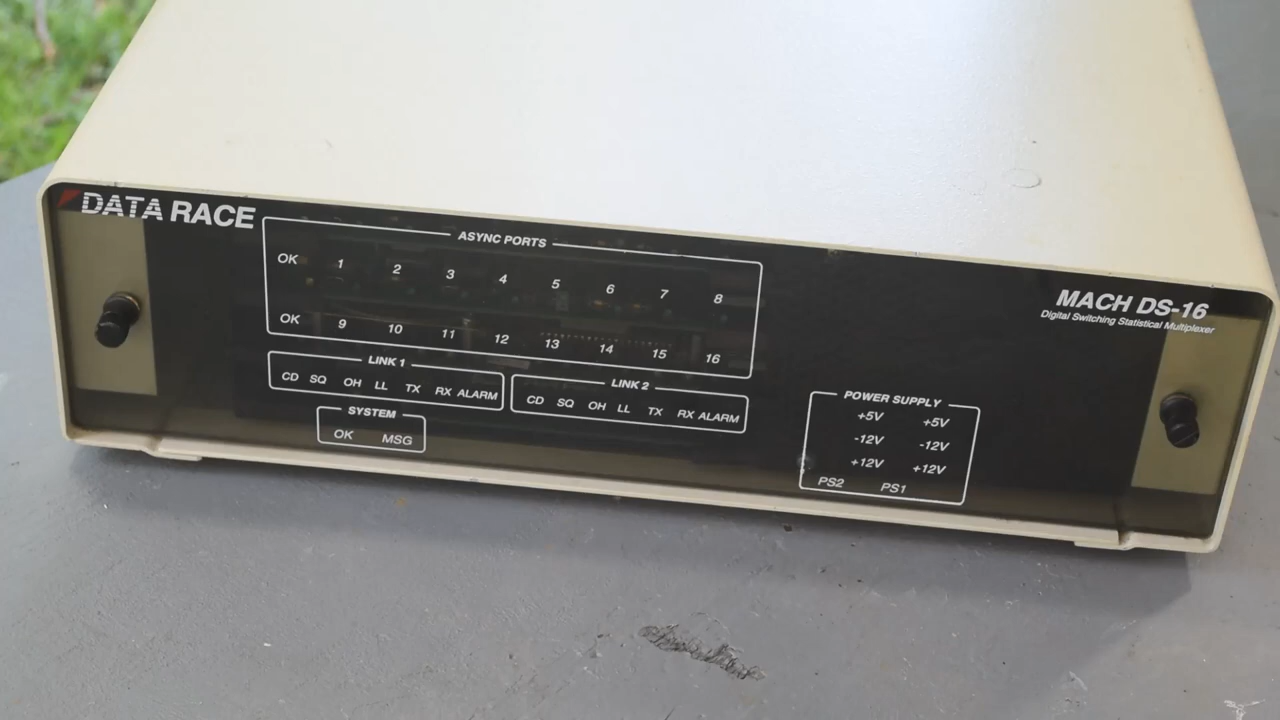 DATA RACE
ASYNC PORTS
OK 1 2 3 4 5 6 7 8
OK 9 10 11 12 13 14 15 16
MACH DS-16
Digital Switching Statistical Multiplexer
LINK 1
CD SQ OH LL TX RX ALARM
LINK 2
CD SQ OH LL TX RX ALARM
SYSTEM
OK MSG
POWER SUPPLY
+5V +5V
-12V -12V
+12V +12V
PS2 PS1